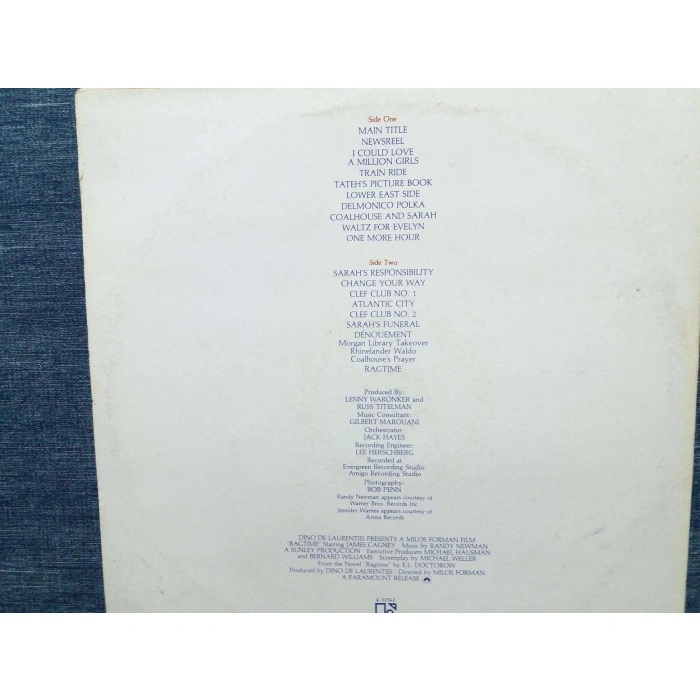 Side One
MAIN TITLE
NEWSREEL
I COULD LOVE
A MILLION GIRLS
TRAIN RIDE
TATEH'S PICTURE BOOK
LOWER EAST SIDE
DELMONICO POLKA
COALHOUSE AND SARAH
WALTZ FOR EVELYN
ONE MORE HOUR
Side Two
SARAH'S RESPONSIBILITY
CHANGE YOUR WAY
CLEF CLUB NO. 1
ATLANTIC CITY
CLEF CLUB NO. 2
SARAH'S FUNERAL
DENOUEMENT
Morgan Library Takeover
Rhinelander Waldo
Coalhouse's Prayer
RAGTIME
Produced By:
LENNY WARONKER and
RUSS TITELMAN
Music Consultant:
GILBERT MAROUANI
Orchestrator:
JACK HAYES
Recording Engineer:
LEE HERSCHBERG
Recorded at
Evergreen Recording Studio,
Amigo Recording Studio
Photography:
BOB PENN
Randy Newman appears courtesy of
Warner Bros. Records Inc.
Jennifer Warnes appears courtesy of
Arista Records
DINO DE LAURENTIIS PRESENTS A MILOS FORMAN FILM
"RAGTIME" Starring JAMES CAGNEY Music by RANDY NEWMAN
A SUNLEY PRODUCTION Executive Producers MICHAEL HAUSMAN
and BERNARD WILLIAMS Screenplay by MICHAEL WELLER
From the Novel "Ragtime" by E.L. DOCTOROW
Produced by DINO DE LAURENTIIS Directed by MILOS FORMAN
A PARAMOUNT RELEASE
52342